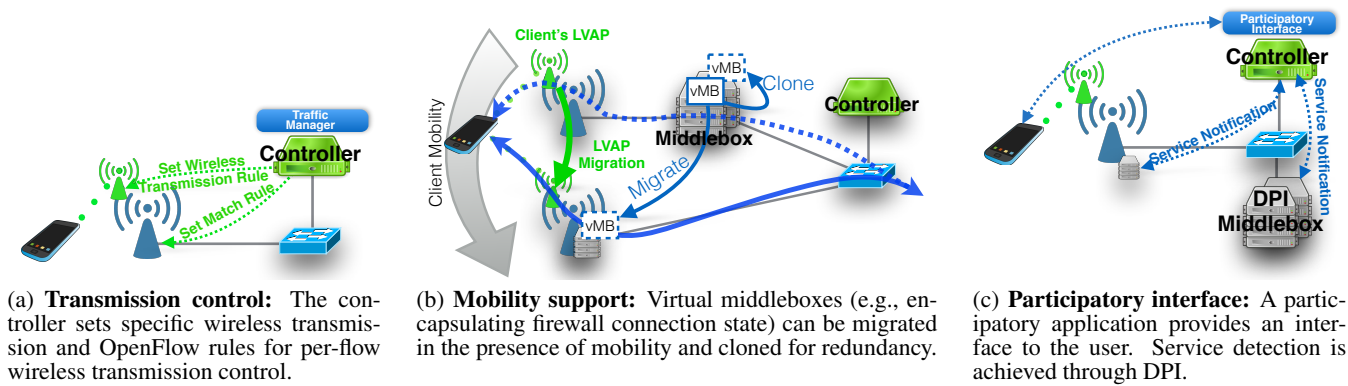 Traffic
Manager
Controller
Set Wireless
Transmission Rule
Set Match Rule
(a) Transmission control: The con-
troller sets specific wireless transmis-
sion and OpenFlow rules for per-flow
wireless transmission control.
Client's LVAP
Client Mobility
LVAP
Migration
vMB
vMB
Clone
Middlebox
Migrate
vMB
Controller
(b) Mobility support: Virtual middleboxes (e.g., en-
capsulating firewall connection state) can be migrated
in the presence of mobility and cloned for redundancy.
Participatory
Interface
Controller
Service Notification
Service Notification
DPI
Middlebox
(c) Participatory interface: A partic-
ipatory application provides an inter-
face to the user. Service detection is
achieved through DPI.